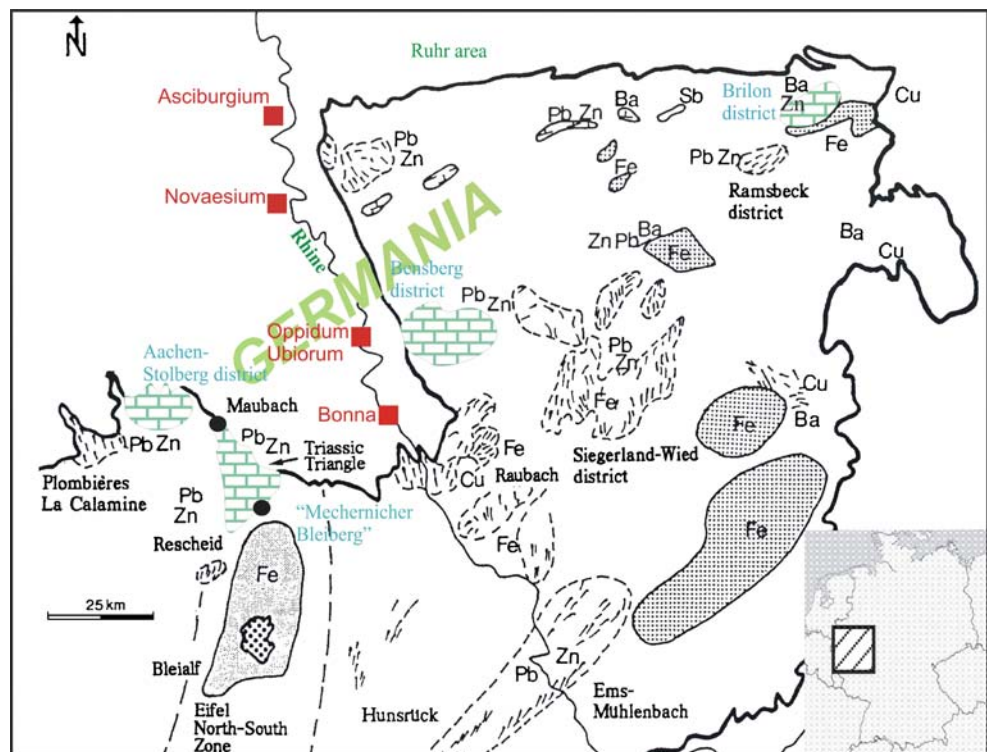 N
Ruhr area
Asciburgium
Novaesium
Rhine
GERMANIA
Pb
Zn
Pb Zn
Ba
Sb
Fe
Brilon
district
Ba
Zn
Cu
Fe
Pb Zn
Ramsbeck
district
Ba
Cu
Zn Pb Ba
Fe
Bensberg
district
Pb
Zn
Oppidum
Ubiorum
Pb
Zn
Fe
Aachen-
Stolberg district
Maubach
Bonna
Pb Zn
Pb
Zn
Triassic
Triangle
Plombières
La Calamine
Fe
Cu
Raubach
Siegerland-Wied
district
Fe
Cu
Ba
Pb
Zn
"Mechernicher
Bleiberg"
Rescheid
Fe
Fe
Fe
25 km
Bleialf
Eifel
North-South
Zone
Hunsrück
Pb
Zn
Ems-
Mühlenbach